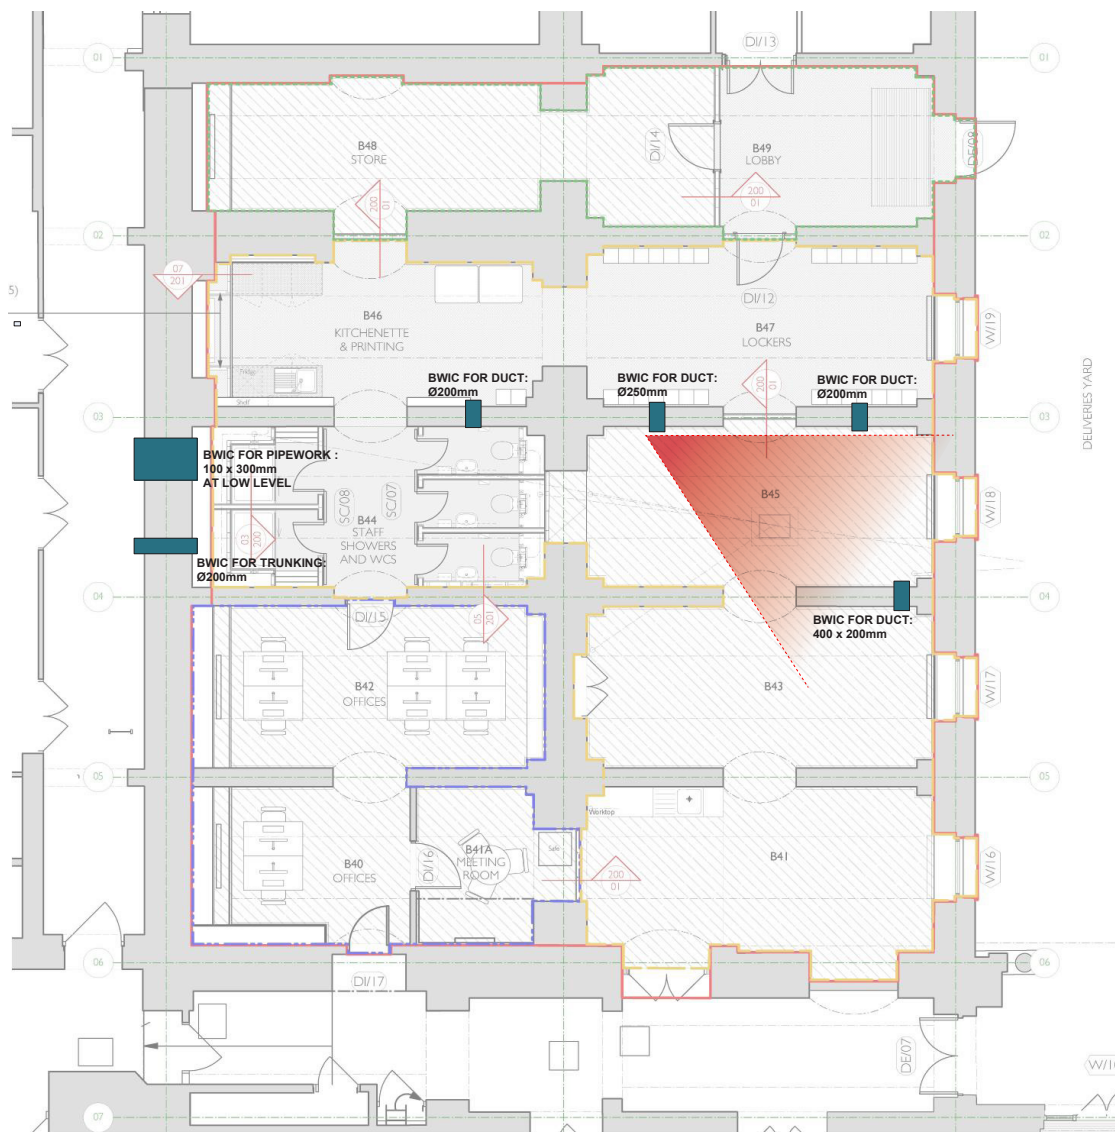 01
DI/13
01
B48
STORE
DI/14
B49
LOBBY
DE/08
200
01
200
01
02
02
07
201
5)
DI/12
B46
KITCHENETTE
& PRINTING
B47
LOCKERS
W/19
DELIVERIES YARD
Fridge
Shelf
BWIC FOR DUCT:
Ø200mm
BWIC FOR DUCT:
Ø250mm
200
01
BWIC FOR DUCT:
Ø200mm
03
03
BWIC FOR PIPEWORK :
100 x 300mm
AT LOW LEVEL
SC/08
SC/07
B44
STAFF
SHOWERS
AND WCS
03
200
B45
W/18
BWIC FOR TRUNKING:
Ø200mm
04
04
DI/15
05
201
BWIC FOR DUCT:
400 x 200mm
B42
OFFICES
B43
W/17
05
05
Worktop
B40
OFFICES
DI/16
B41A
MEETING
ROOM
Safe
200
01
B41
W/16
06
06
DI/17
DE/07
W/1
07